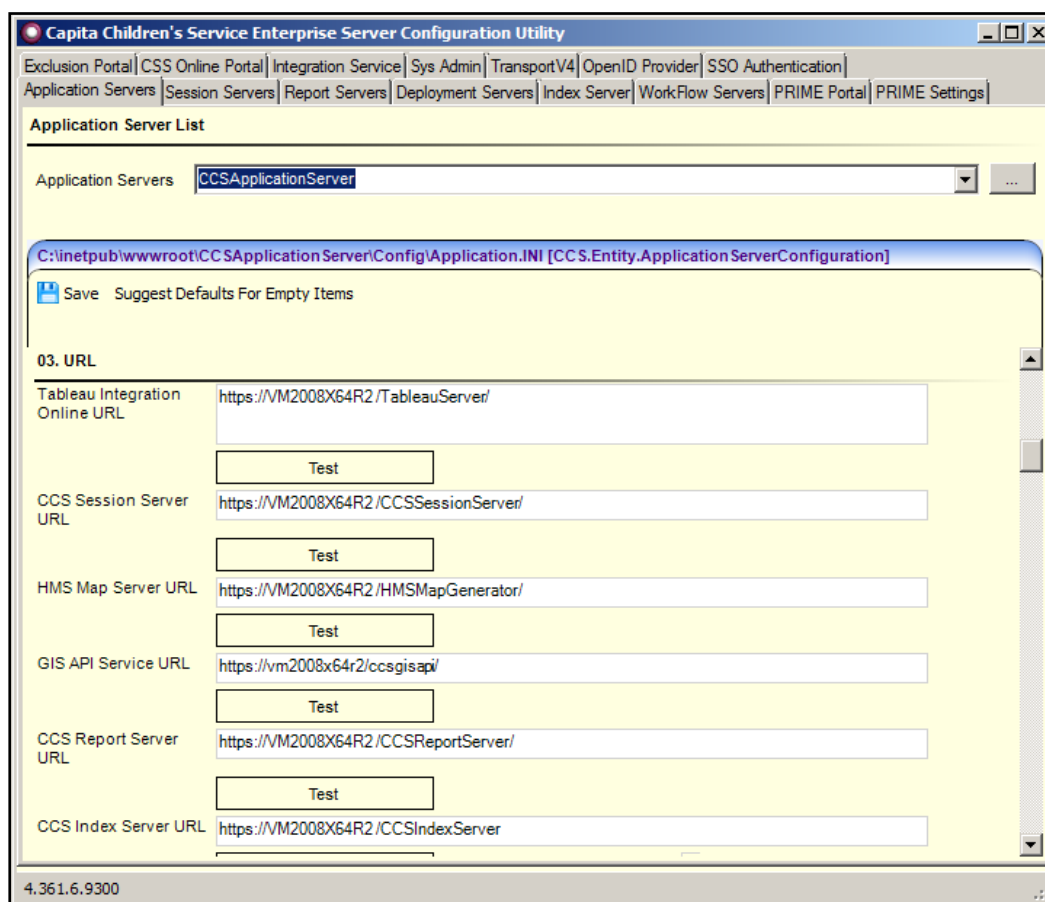 Capita Children's Service Enterprise Server Configuration Utility
Exclusion Portal CSS Online Portal Integration Service Sys Admin TransportV4 OpenID Provider SSO Authentication
Application Servers Session Servers Report Servers Deployment Servers Index Server WorkFlow Servers PRIME Portal PRIME Settings
Application Server List
Application Servers CCSApplicationServer ...
C:\inetpub\wwwroot\CCSApplicationServer\Config\Application.INI [CCS.Entity.ApplicationServerConfiguration]
Save Suggest Defaults For Empty Items
03. URL
Tableau Integration https://VM2008X64R2/TableauServer/
Online URL
Test
CCS Session Server https://VM2008X64R2/CCSSessionServer/
URL
Test
HMS Map Server URL https://VM2008X64R2/HMSMapGenerator/
Test
GIS API Service URL https://vm2008x64r2/ccsgisapi/
Test
CCS Report Server https://VM2008X64R2/CCSReportServer/
URL
Test
CCS Index Server URL https://VM2008X64R2/CCSIndexServer
4.361.6.9300